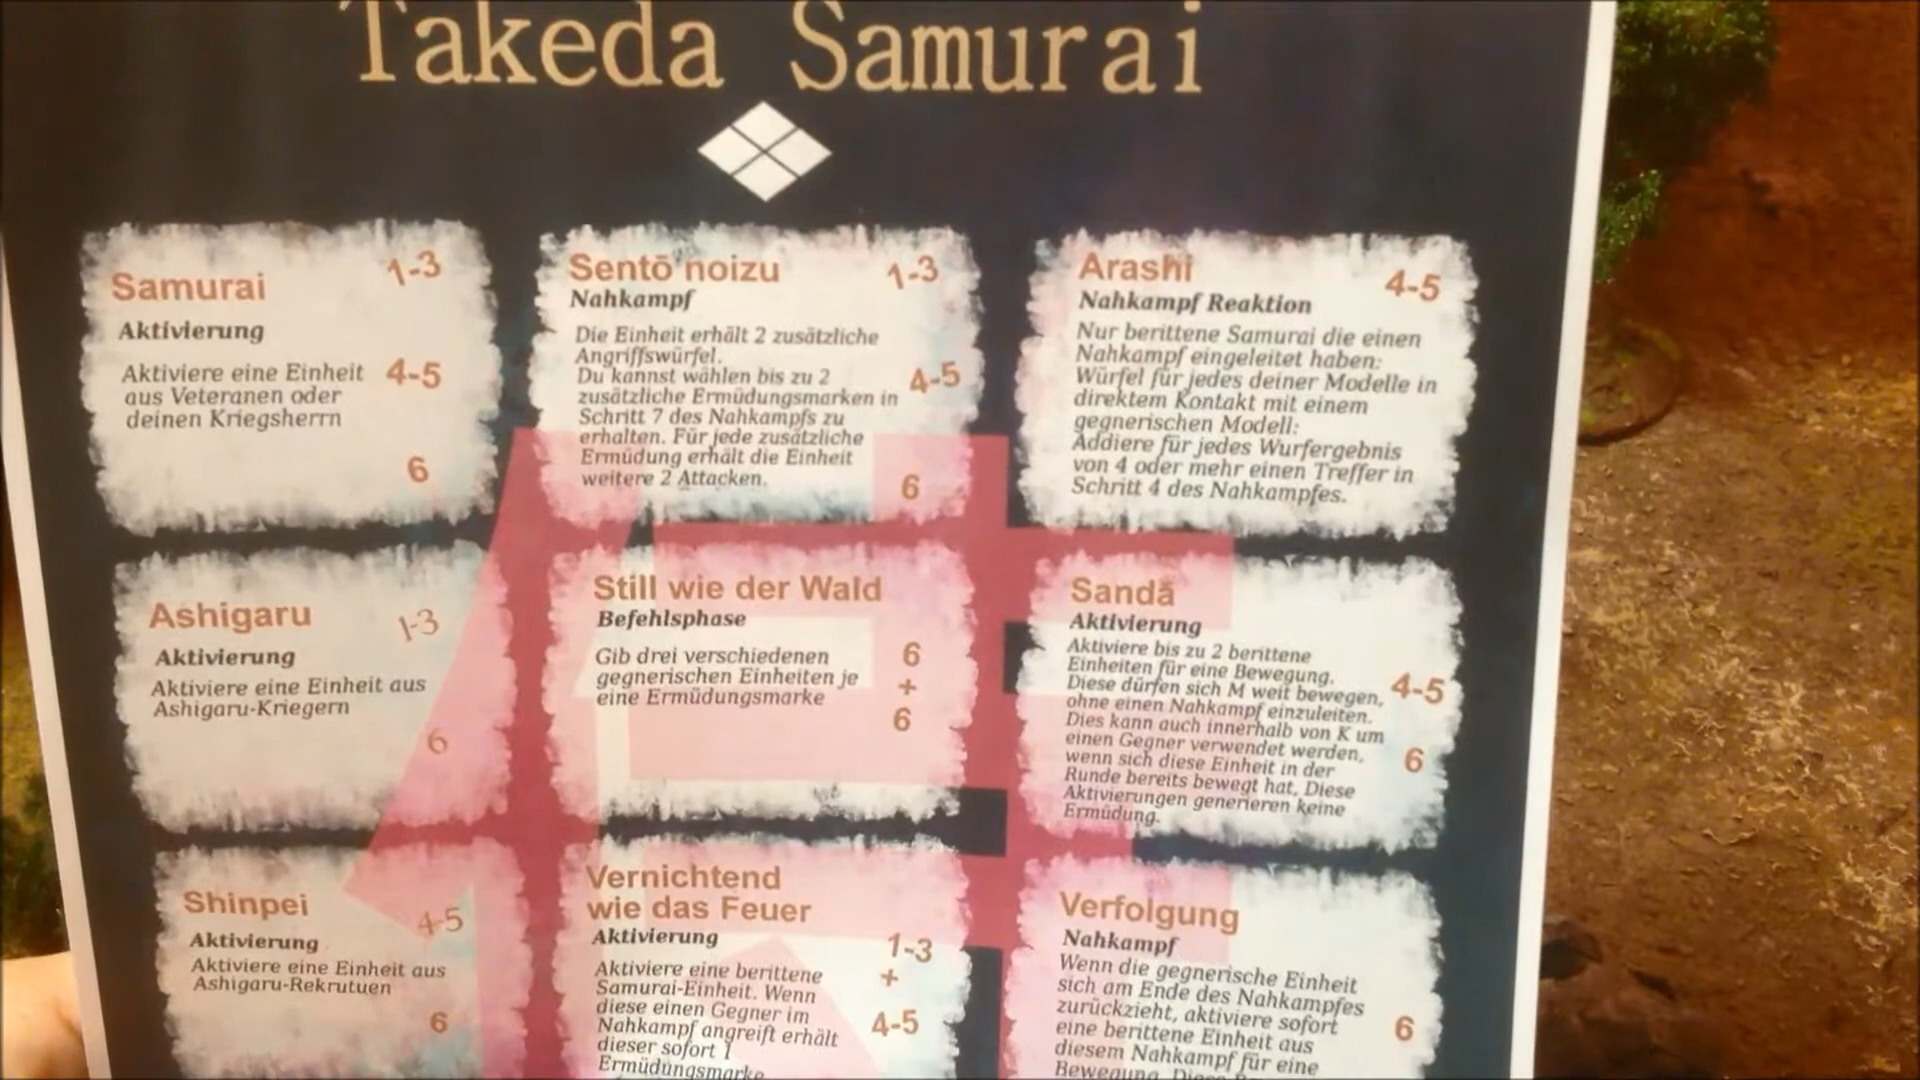 Takeda Samurai
Samurai
1-3
Aktivierung
Aktiviere eine Einheit
aus Veteranen oder
deinen Kriegsherrn
4-5
6
Sentō noizu
1-3
Nahkampf
Die Einheit erhält 2 zusätzliche
Angriffswürfel.
Du kannst wählen bis zu 2
zusätzliche Ermüdungsmarken in
Schritt 7 des Nahkampfs zu
erhalten. Für jede zusätzliche
Ermüdung erhält die Einheit
weitere 2 Attacken.
4-5
6
Arashi
4-5
Nahkampf Reaktion
Nur berittene Samurai die einen
Nahkampf eingeleitet haben:
Würfel für jedes deiner Modelle in
direktem Kontakt mit einem
gegnerischen Modell:
Addiere für jedes Wurfergebnis
von 4 oder mehr einen Treffer in
Schritt 4 des Nahkampfes.
Ashigaru
1-3
Aktivierung
Aktiviere eine Einheit aus
Ashigaru-Kriegern
6
Still wie der Wald
Befehlsphase
Gib drei verschiedenen
gegnerischen Einheiten je
eine Ermüdungsmarke
6
+
6
Sandā
Aktivierung
Aktiviere bis zu 2 berittene
Einheiten für eine Bewegung.
Diese dürfen sich M weit bewegen,
ohne einen Nahkampf einzuleiten.
Dies kann auch innerhalb von K um
einen Gegner verwendet werden,
wenn sich diese Einheit in der
Runde bereits bewegt hat, Diese
Aktivierungen generieren keine
Ermüdung.
4-5
6
Shinpei
4-5
Aktivierung
Aktiviere eine Einheit aus
Ashigaru-Rekrutuen
6
Vernichtend
wie das Feuer
Aktivierung
Aktiviere eine berittene
Samurai-Einheit. Wenn
diese einen Gegner im
Nahkampf angreift erhält
dieser sofort 1
Ermüdungsmarke
1-3
+
4-5
Verfolgung
Nahkampf
Wenn die gegnerische Einheit
sich am Ende des Nahkampfes
zurückzieht, aktiviere sofort
eine berittene Einheit aus
diesem Nahkampf für eine
Bewegung.
6